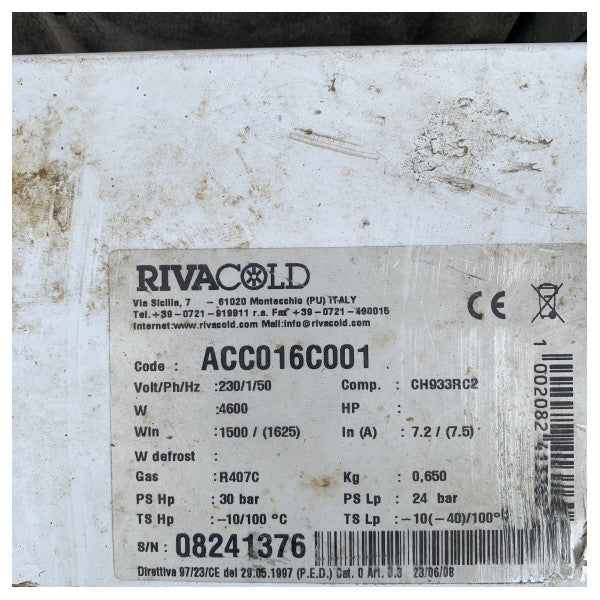 RIVACOLD
Via Sicilia, 7 - 61020 Montecchio (PU) ITALY
Tel.+39-0721-919911 r.a. Fax +39-0721-490015
Internet:www.rivacold.com Mail:info@rivacold.com
CE
Code : ACC016C001
Volt/Ph/Hz :230/1/50 Comp. : CH933RC2
W :4600 HP :
Win :1500 / (1625) In (A) : 7.2 / (7.5)
W defrost :
Gas :R407C Kg : 0,650
PS Hp : 30 bar PS Lp : 24 bar
TS Hp :-10/100 °C TS Lp :-10(-40)/100°C
S/N : 08241376
Direttiva 97/23/CE del 29.05.1997 (P.E.D.) Cat. 0 Art. 3.3 23/06/08